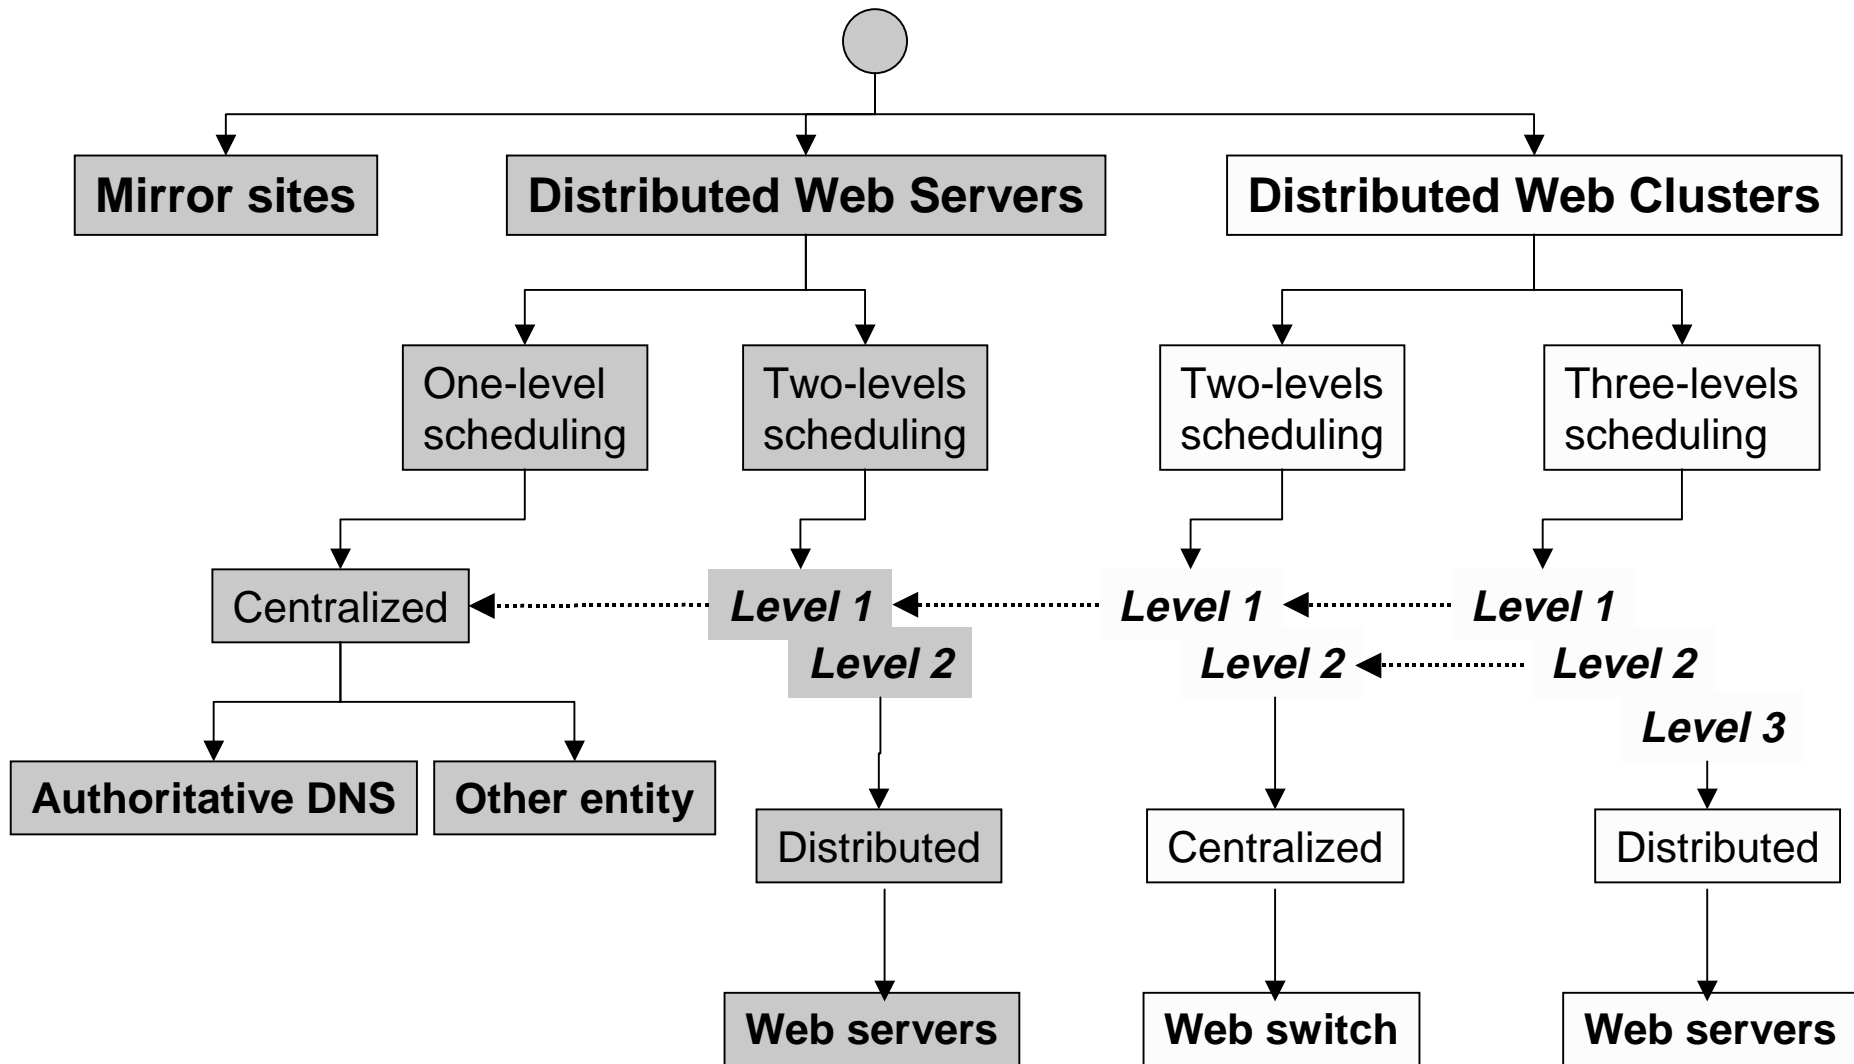 Mirror sites
Distributed Web Servers
Distributed Web Clusters
One-level
scheduling
Two-levels
scheduling
Two-levels
scheduling
Three-levels
scheduling
Centralized
Level 1
Level 1
Level 1
Level 2
Level 2
Level 2
Level 3
Authoritative DNS
Other entity
Distributed
Centralized
Distributed
Web servers
Web switch
Web servers